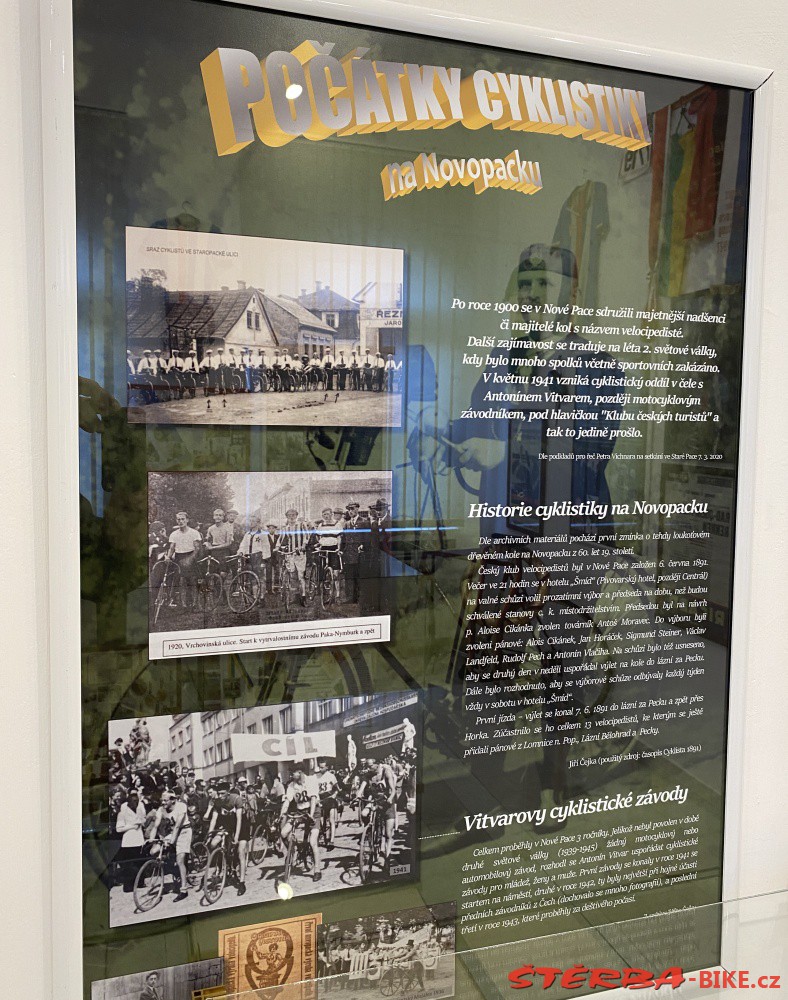 POČÁTKY CYKLISTIKY
na Novopacku
SRAZ CYKLISTŮ VE STAROPACKÉ ULICI
ŘEZN
JARO
Po roce 1900 se v Nové Pace sdružili majetnější nadšenci
či majitelé kol s názvem velocipedisté.
Další zajímavost se traduje na léta 2. světové války,
kdy bylo mnoho spolků včetně sportovních zakázáno.
V květnu 1941 vzniká cyklistický oddíl v čele s
Antonínem Vitvarem, později motocyklovým
závodníkem, pod hlavičkou "Klubu českých turistů" a
tak to jedině prošlo.
Dle podkladů pro řeč Petra Vichnara na setkání ve Staré Pace 7. 3. 2020
1920. Vrchovinská ulice. Start k vytrvalostnímu závodu Paka-Nymburk a zpět
Historie cyklistiky na Novopacku
Dle archivních materiálů pochází první zmínka o tehdy loukoťovém
dřevěném kole na Novopacku z 60. let 19. století.
Český klub velocipedistů byl v Nové Pace založen 6. června 1891.
Večer ve 21 hodin se v hotelu „Šmíd“ (Pivovarský hotel, později Centrál)
na valné schůzi volil prozatímní výbor a předseda na dobu, než budou
schválené stanovy c. k. místodržitelstvím. Předsedou byl na návrh
p. Aloise Cikánka zvolen továrník Antoš Moravec. Do výboru byli
zvoleni pánové: Alois Cikánek, Jan Horáček, Sigmund Steiner, Václav
Landfeld, Rudolf Pech a Antonín Vlačiha. Na schůzi bylo též usneseno,
aby se druhý den v neděli uspořádal výlet na kole do lázní za Pecku.
Dále bylo rozhodnuto, aby se výborové schůze odbývaly každý týden
vždy v sobotu v hotelu „Šmíd“.
První jízda – výlet se konal 7. 6. 1891 do lázní za Pecku a zpět přes
Horka. Zúčastnilo se ho celkem 13 velocipedistů, ke kterým se ještě
přidali pánové z Lomnice n. Pop., Lázní Bělohrad a Pecky.
Jiří Čejka (použitý zdroj: časopis Cyklista 1891)
CÍL
28
23
1941
Vitvarovy cyklistické závody
Celkem proběhly v Nové Pace 3 ročníky. Jelikož nebyl povolen v době
druhé světové války (1939-1945) žádný motocyklový nebo
automobilový závod, rozhodl se Antonín Vitvar uspořádat cyklistické
závody pro mládež, ženy a muže. První závody se konaly v roce 1941 se
startem na náměstí, druhé v roce 1942, ty byly největší při hojné účasti
předních závodníků z Čech (dochovalo se mnoho fotografií), a poslední
třetí v roce 1943, které proběhly za deštivého počasí.
ŠTĚRBA-BIKE.cz